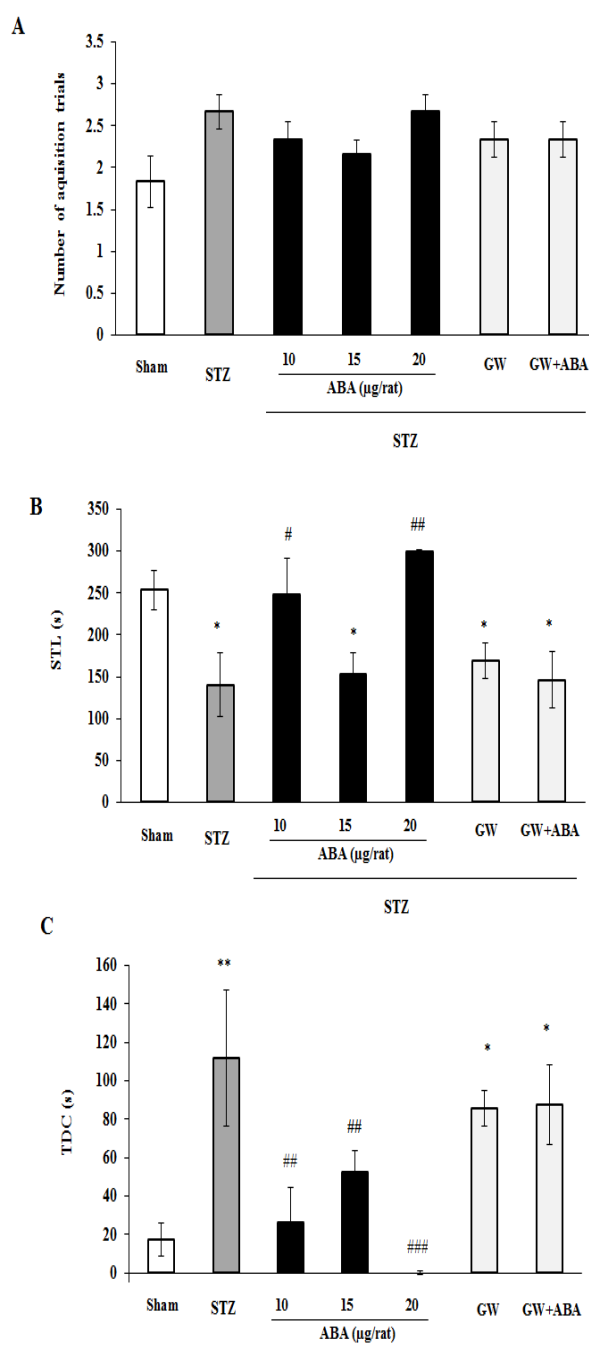 A
Number of aquisition trials
3.5
3
2.5
2
1.5
1
0.5
0
Sham STZ 10 15 20 GW GW+ABA
ABA (µg/rat)
STZ
B
STL (s)
350
300
250
200
150
100
50
0
* # * ## * *
Sham STZ 10 15 20 GW GW+ABA
ABA (µg/rat)
STZ
C
TDC (s)
160
140
120
100
80
60
40
20
0
** ## ## ### * *
Sham STZ 10 15 20 GW GW+ABA
ABA (µg/rat)